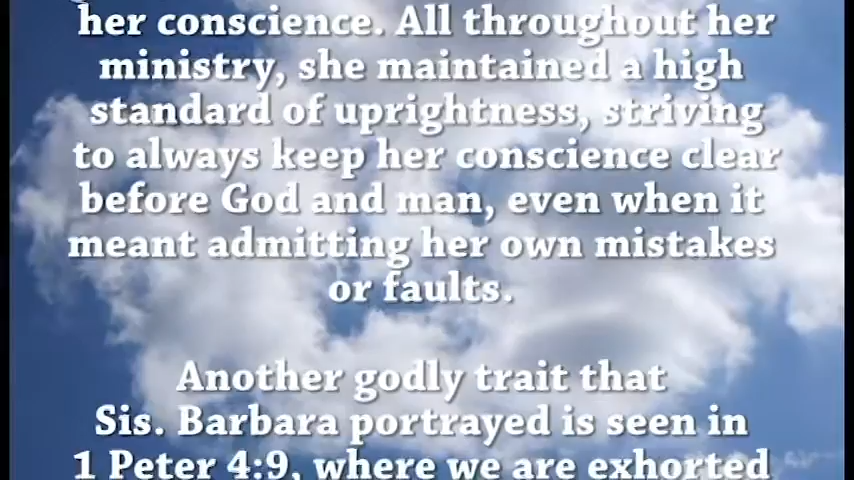 her conscience. All throughout her
ministry, she maintained a high
standard of uprightness, striving
to always keep her conscience clear
before God and man, even when it
meant admitting her own mistakes
or faults.
Another godly trait that
Sis. Barbara portrayed is seen in
1 Peter 4:9, where we are exhorted